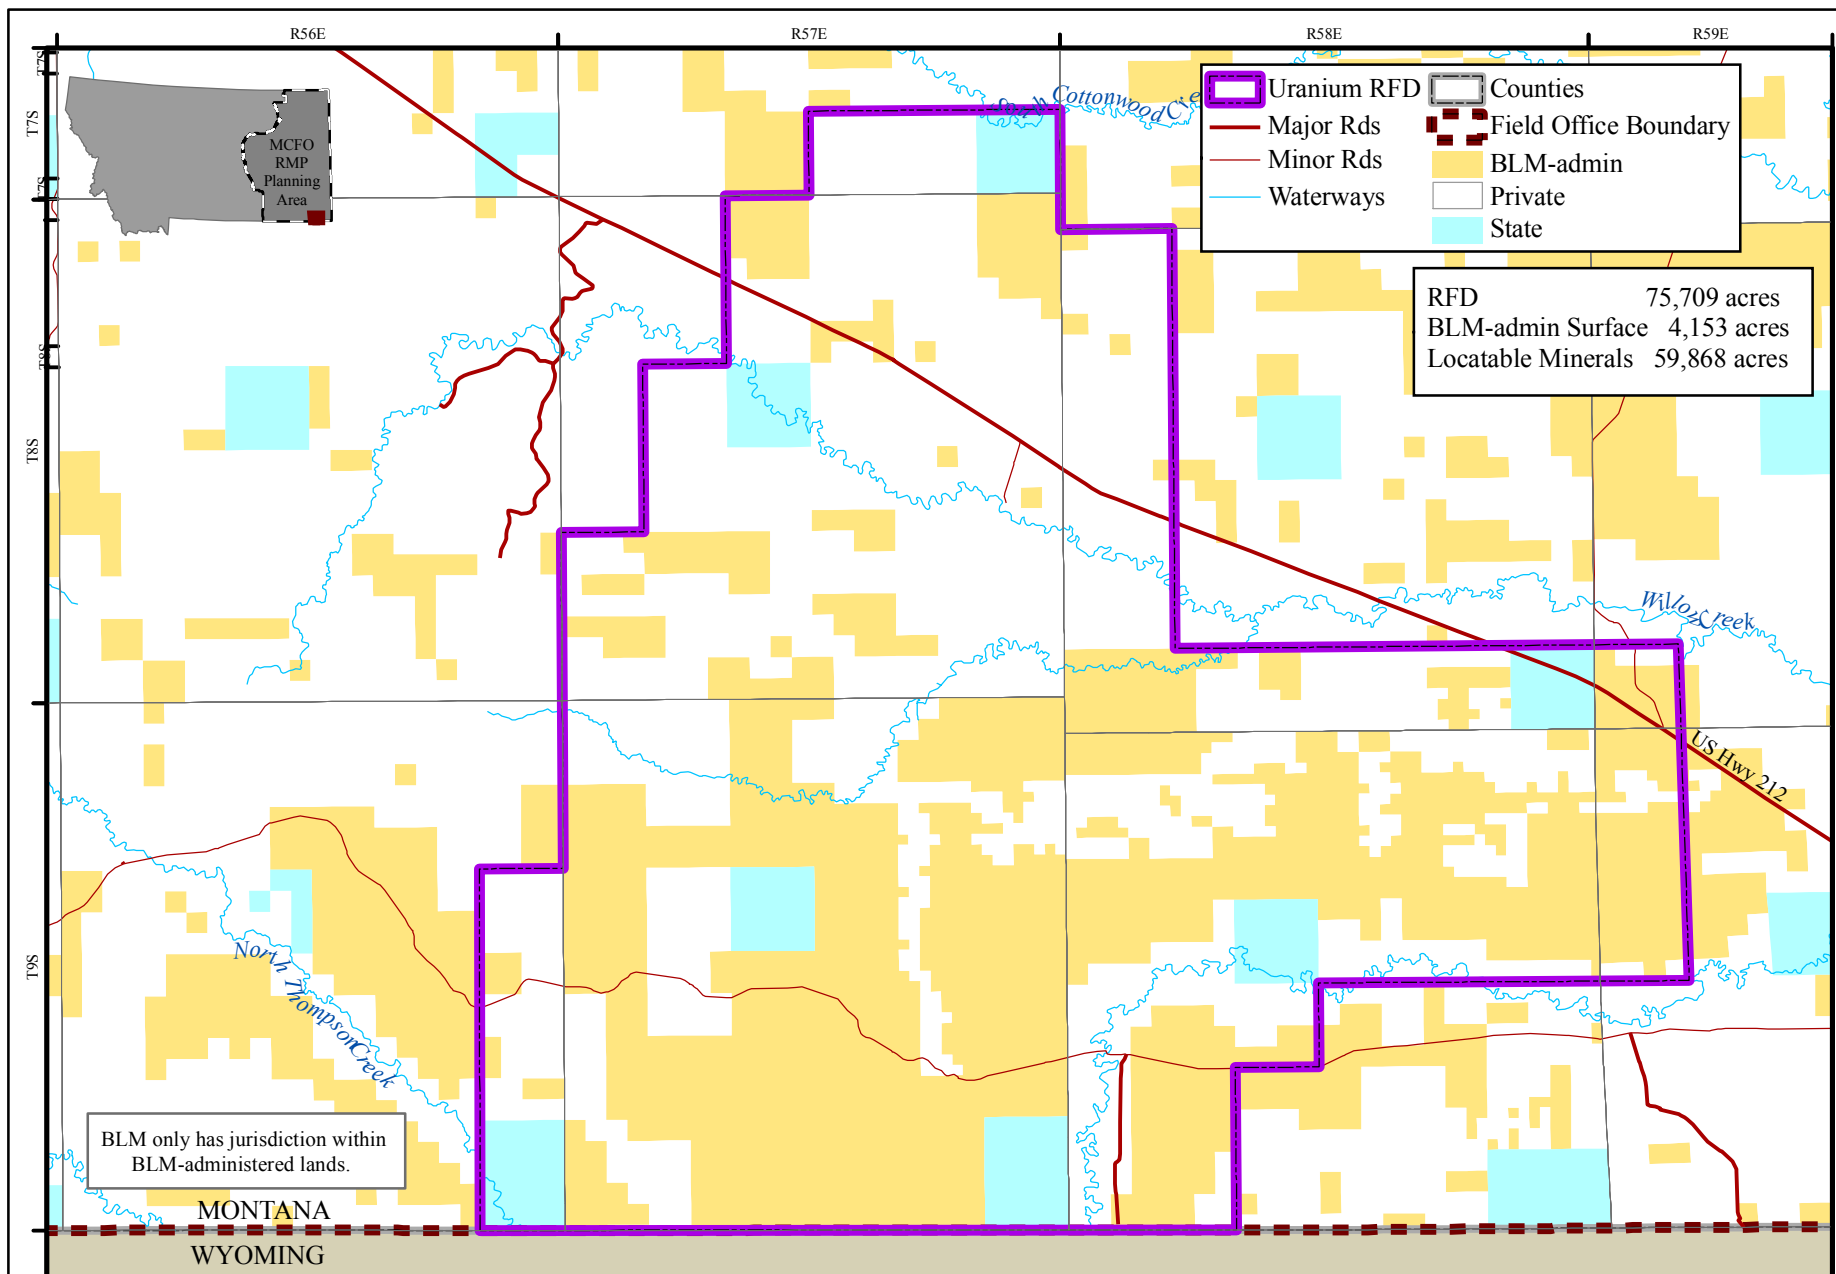 R56E R57E R58E R59E
T7S
T7S
T7S
T8S
T8S
T9S
MCFO
RMP
Planning
Area
South Cottonwood Cre
Uranium RFD
Major Rds
Minor Rds
Waterways
Counties
Field Office Boundary
BLM-admin
Private
State
RFD 75,709 acres
BLM-admin Surface 4,153 acres
Locatable Minerals 59,868 acres
Willow Creek
US Hwy 212
North Thompson Creek
BLM only has jurisdiction within
BLM-administered lands.
MONTANA
WYOMING